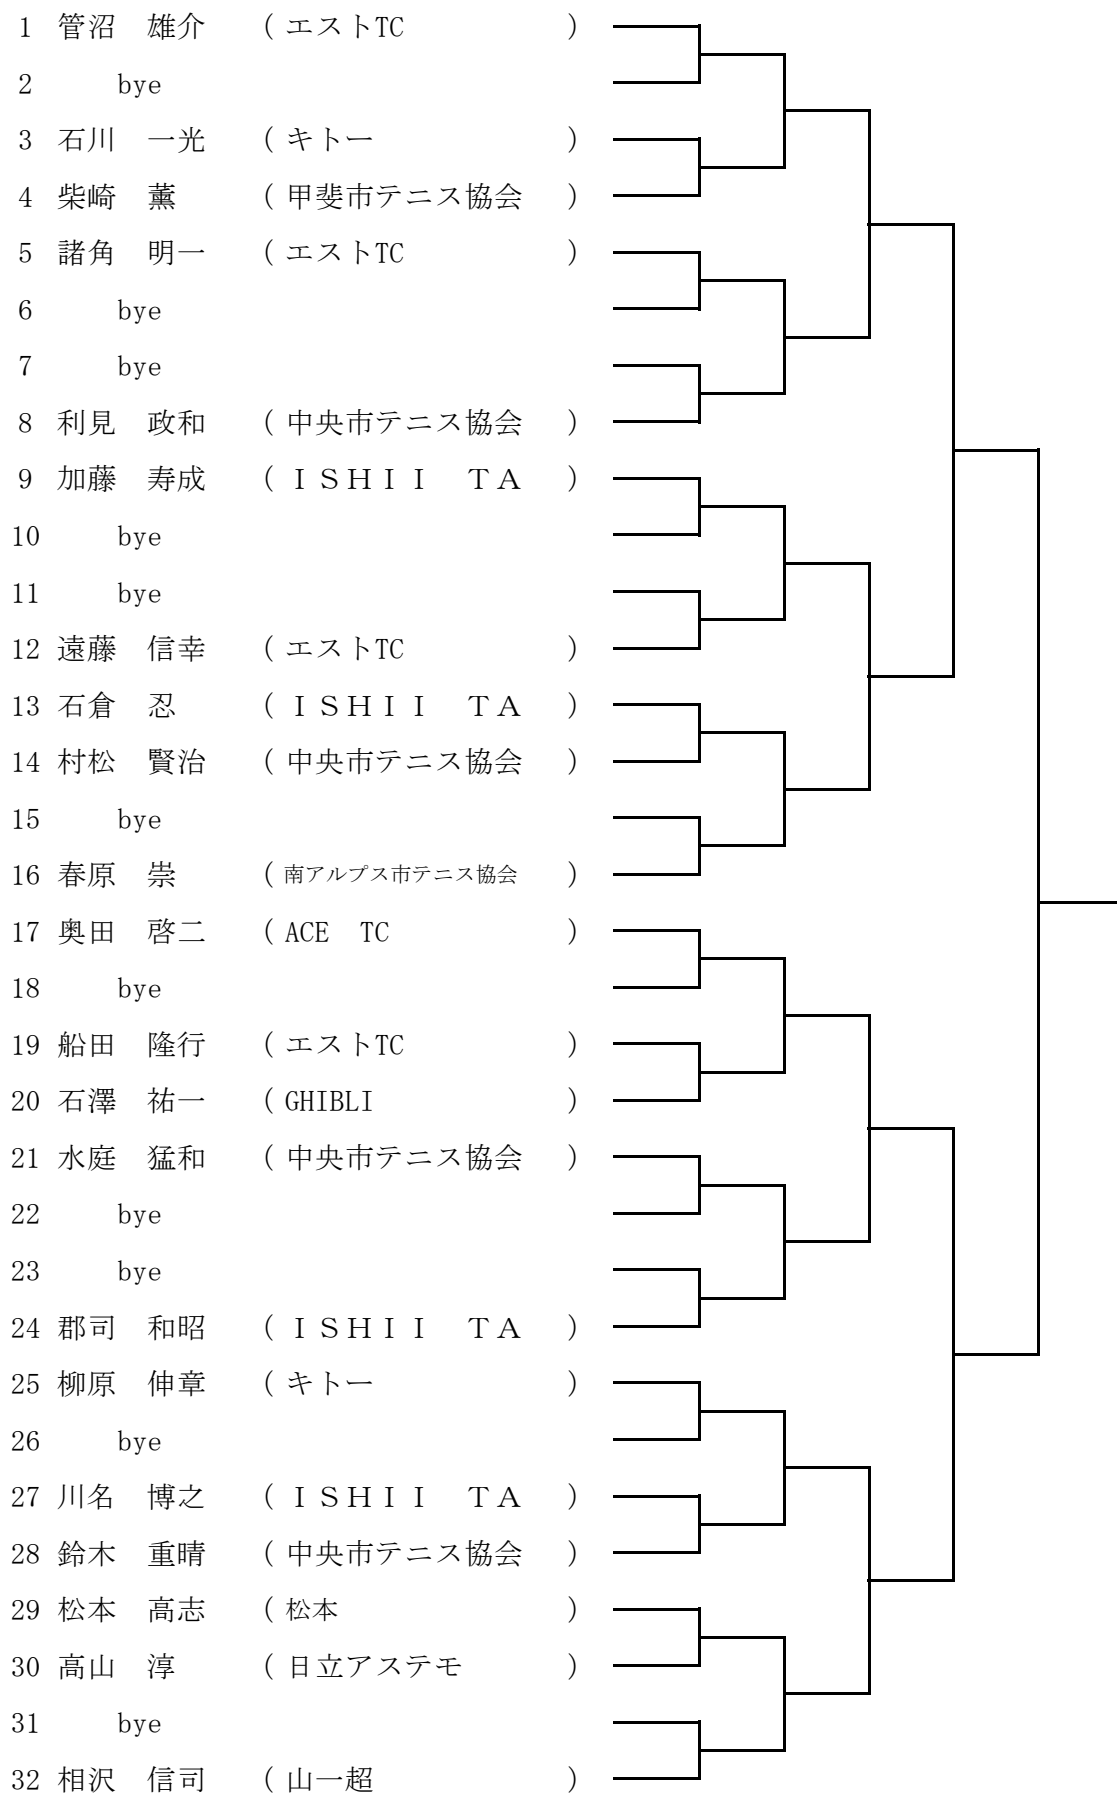 1 管沼　雄介 ( エストTC )
2 bye
3 石川　一光 ( キトー )
4 柴崎　薫 ( 甲斐市テニス協会 )
5 諸角　明一 ( エストTC )
6 bye
7 bye
8 利見　政和 ( 中央市テニス協会 )
9 加藤　寿成 ( ＩＳＨＩＩ　ＴＡ )
10 bye
11 bye
12 遠藤　信幸 ( エストTC )
13 石倉　忍 ( ＩＳＨＩＩ　ＴＡ )
14 村松　賢治 ( 中央市テニス協会 )
15 bye
16 春原　崇 ( 南アルプス市テニス協会 )
17 奥田　啓二 ( ACE　TC )
18 bye
19 船田　隆行 ( エストTC )
20 石澤　祐一 ( GHIBLI )
21 水庭　猛和 ( 中央市テニス協会 )
22 bye
23 bye
24 郡司　和昭 ( ＩＳＨＩＩ　ＴＡ )
25 柳原　伸章 ( キトー )
26 bye
27 川名　博之 ( ＩＳＨＩＩ　ＴＡ )
28 鈴木　重晴 ( 中央市テニス協会 )
29 松本　高志 ( 松本 )
30 高山　淳 ( 日立アステモ )
31 bye
32 相沢　信司 ( 山一超 )